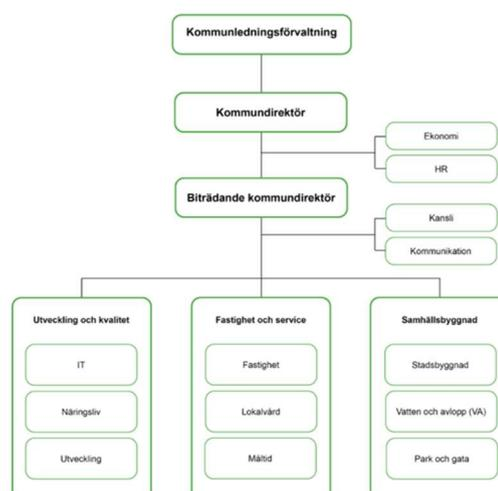 Kommunledningsförvaltning
Kommundirektör
Ekonomi
HR
Biträdande kommundirektör
Kansli
Kommunikation
Utveckling och kvalitet
IT
Näringsliv
Utveckling
Fastighet och service
Fastighet
Lokalvård
Måltid
Samhällsbyggnad
Stadsbyggnad
Vatten och avlopp (VA)
Park och gata